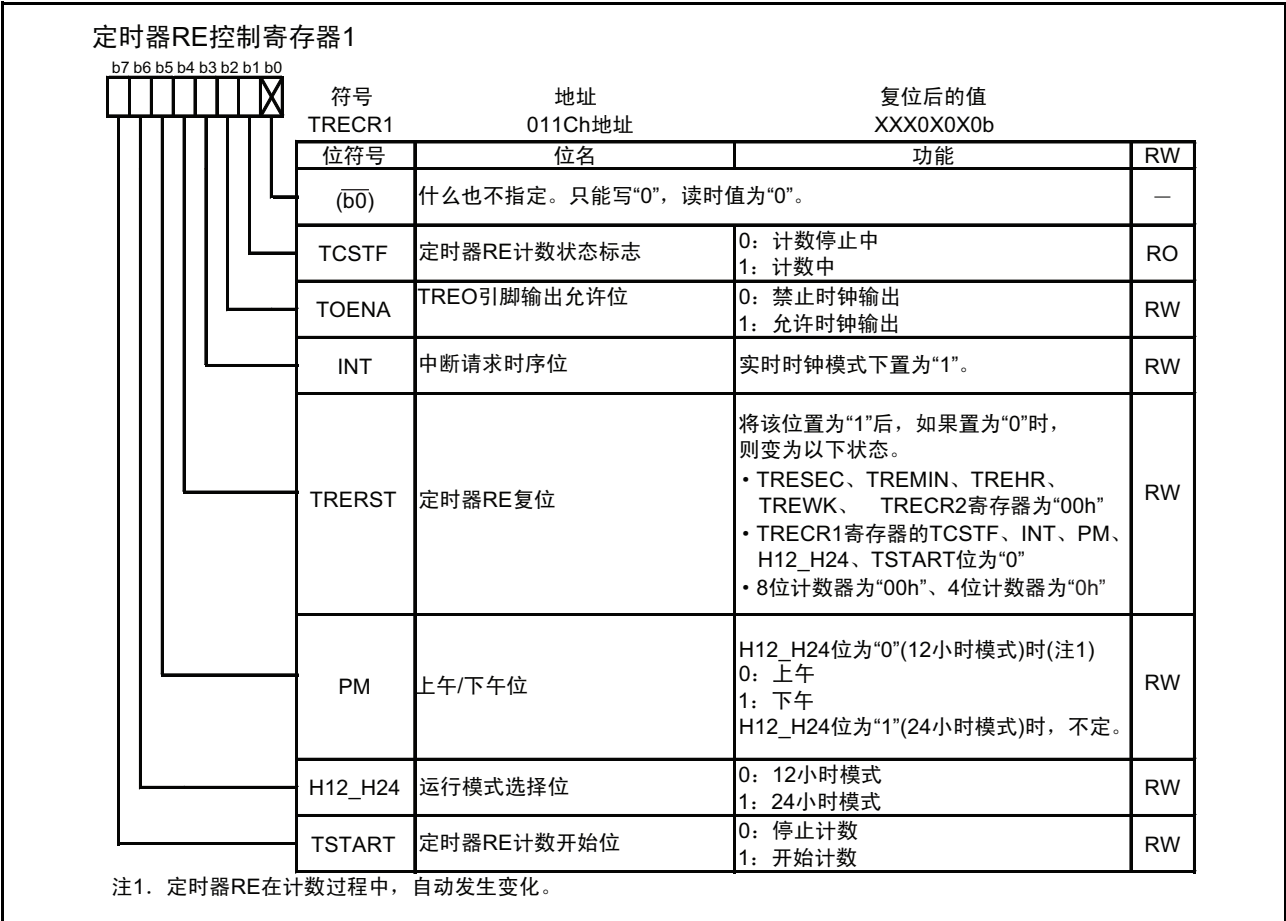 定时器RE控制寄存器1
b7 b6 b5 b4 b3 b2 b1 b0
符号 地址 复位后的值
TRECR1 011Ch地址 XXX0X0X0b
位符号 位名 功能 RW
(b0) 什么也不指定。只能写“0”，读时值为“0”。 —
TCSTF 定时器RE计数状态标志 0：计数停止中
1：计数中 RO
TOENA TREO引脚输出允许位 0：禁止时钟输出
1：允许时钟输出 RW
INT 中断请求时序位 实时时钟模式下置为“1”。 RW
TRERST 定时器RE复位 将该位置为“1”后，如果置为“0”时，
则变为以下状态。
・TRESEC、TREMIN、TREHR、
TREWK、 TRECR2寄存器为“00h”
・TRECR1寄存器的TCSTF、INT、PM、
H12_H24、TSTART位为“0”
・8位计数器为“00h”、4位计数器为“0h” RW
PM 上午/下午位 H12_H24位为“0”(12小时模式)时(注1)
0：上午
1：下午
H12_H24位为“1”(24小时模式)时，不定。 RW
H12_H24 运行模式选择位 0：12小时模式
1：24小时模式 RW
TSTART 定时器RE计数开始位 0：停止计数
1：开始计数 RW
注1．定时器RE在计数过程中，自动发生变化。